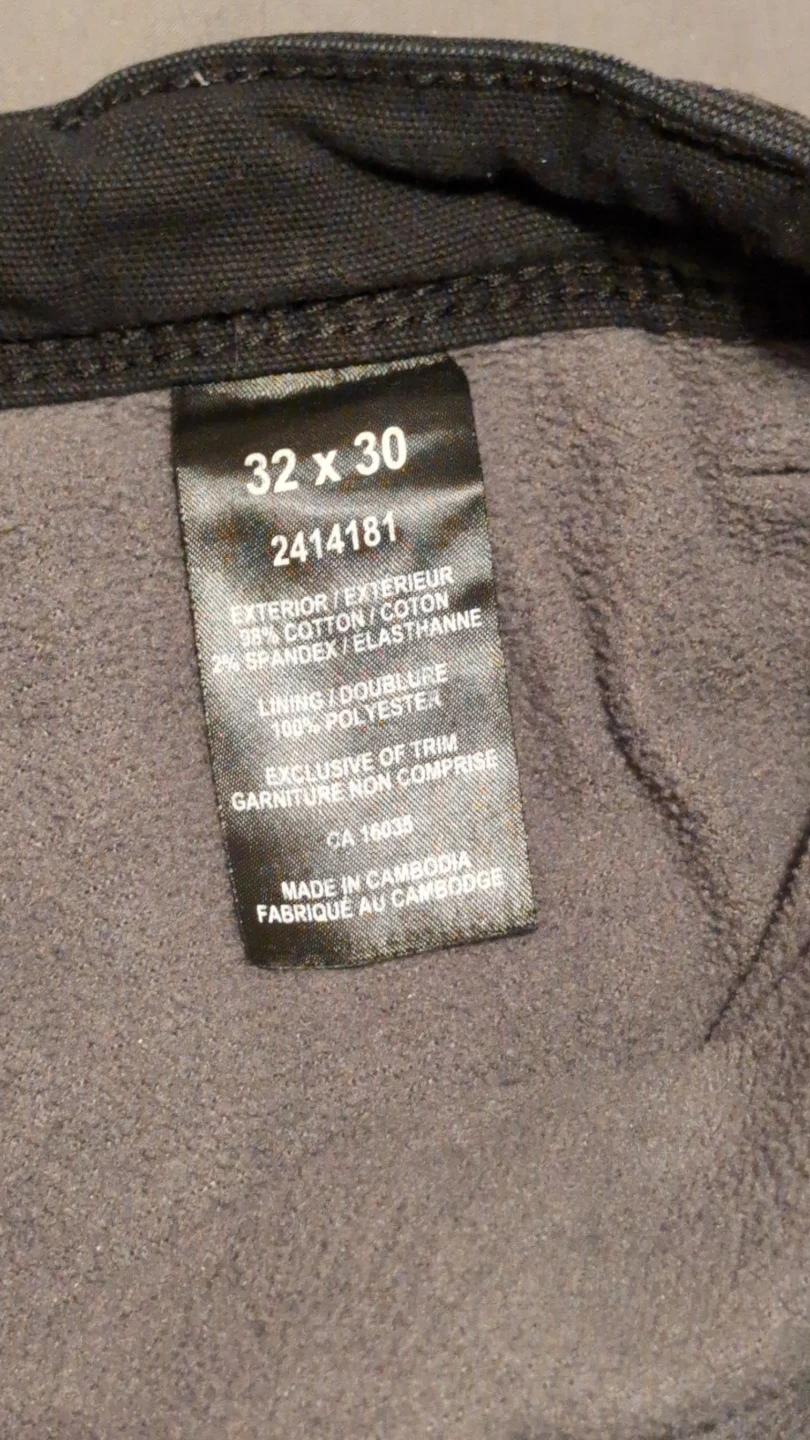 32 x 30
2414181
EXTERIOR / EXTERIEUR
98% COTTON / COTON
2% SPANDEX / ELASTHANNE
LINING / DOUBLURE
100% POLYESTER
EXCLUSIVE OF TRIM
GARNITURE NON COMPRISE
CA 16035
MADE IN CAMBODIA
FABRIQUÉ AU CAMBODGE